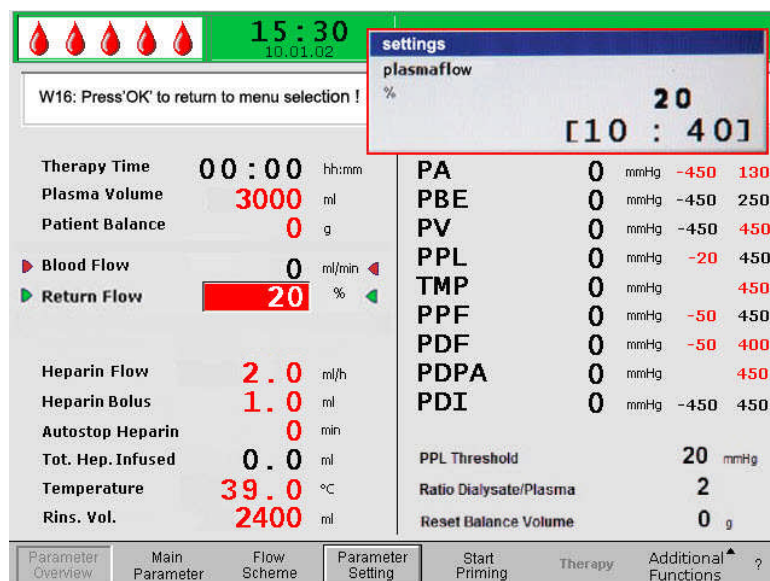 15:30
10.01.02
settings
plasmaflow
% 20
[10 : 40]
W16: Press'OK' to return to menu selection !
Therapy Time 00:00 hh:mm
Plasma Volume 3000 ml
Patient Balance 0 g
Blood Flow 0 ml/min
Return Flow 20 %
Heparin Flow 2.0 ml/h
Heparin Bolus 1.0 ml
Autostop Heparin 0 min
Tot. Hep. Infused 0.0 ml
Temperature 39.0 °C
Rins. Vol. 2400 ml
PA 0 mmHg -450 130
PBE 0 mmHg -450 250
PV 0 mmHg -450 450
PPL 0 mmHg -20 450
TMP 0 mmHg 450
PPF 0 mmHg -50 450
PDF 0 mmHg -50 400
PDPA 0 mmHg 450
PDI 0 mmHg -450 450
PPL Threshold 20 mmHg
Ratio Dialysate/Plasma 2
Reset Balance Volume 0 g
Parameter Overview
Main Parameter
Flow Scheme
Parameter Setting
Start Priming
Therapy
Additional Functions
?